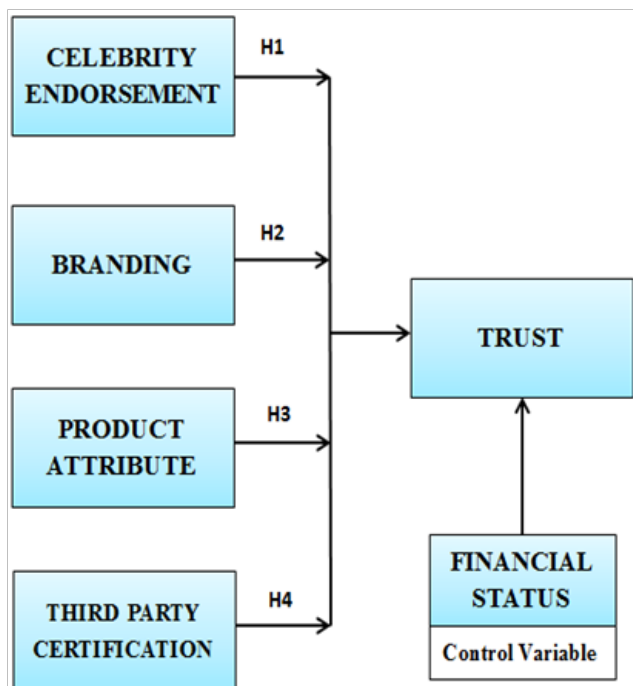 CELEBRITY
ENDORSEMENT
H1
BRANDING
H2
TRUST
PRODUCT
ATTRIBUTE
H3
THIRD PARTY
CERTIFICATION
H4
FINANCIAL
STATUS
Control Variable